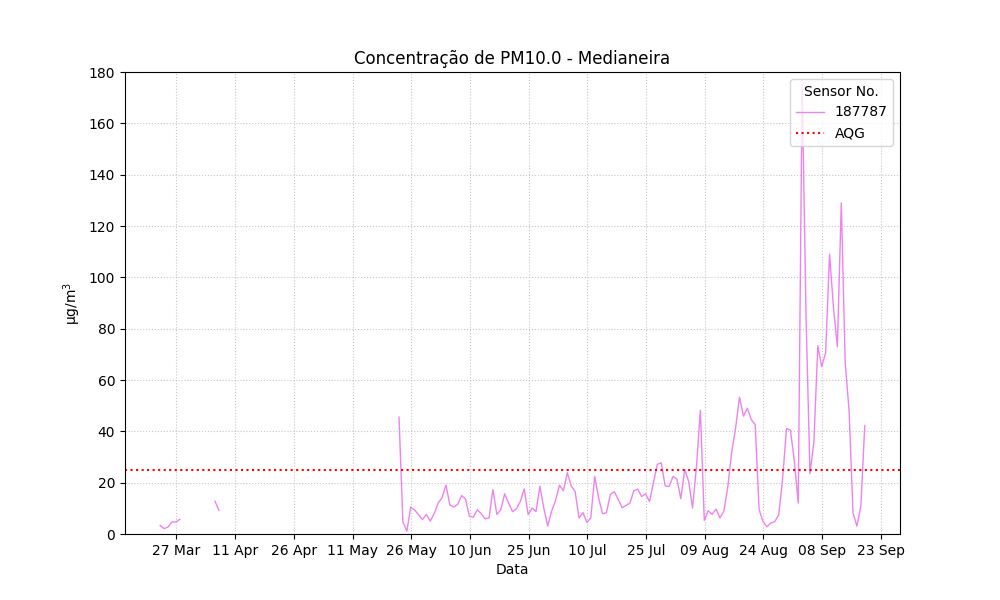 Concentração de PM10.0 - Medianeira
Sensor No.
187787
AQG
180
160
140
120
100
80
60
40
20
0
µg/m³
27 Mar 11 Apr 26 Apr 11 May 26 May 10 Jun 25 Jun 10 Jul 25 Jul 09 Aug 24 Aug 08 Sep 23 Sep
Data